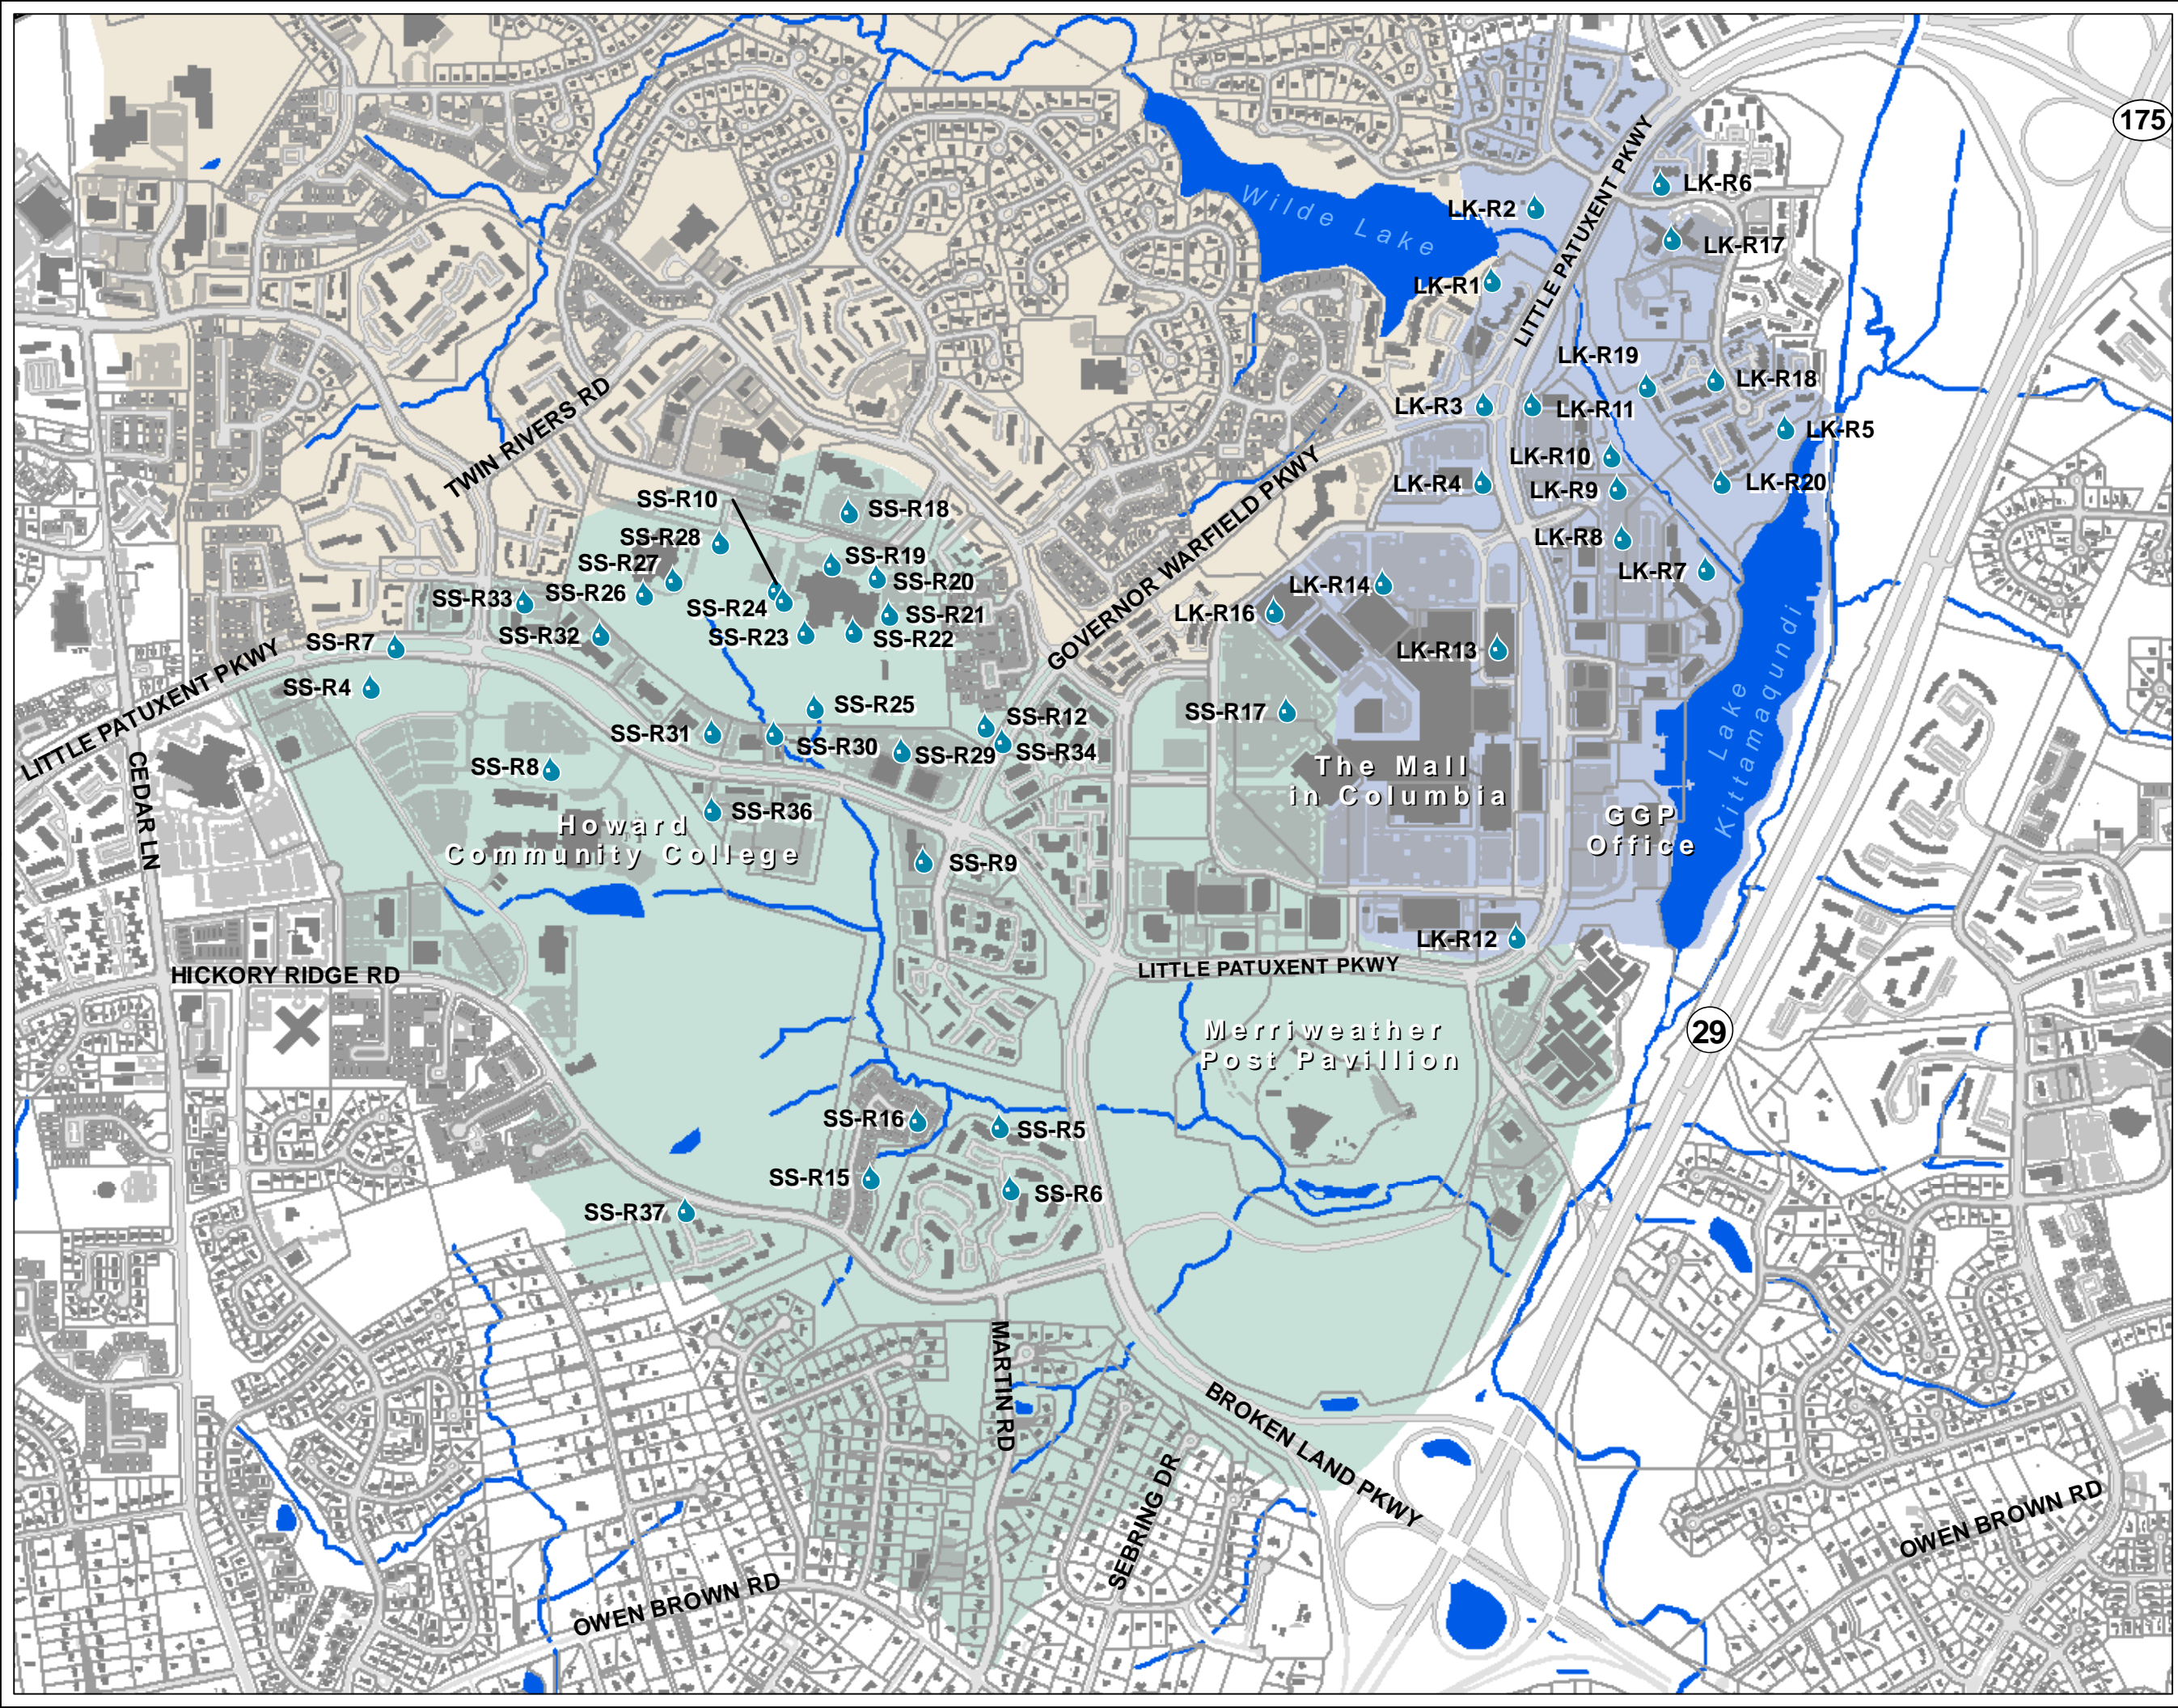 175
LITTLE PATUXENT PKWY
LK-R6
LK-R2
Wilde Lake
LK-R17
LK-R1
LK-R19
LK-R18
TWIN RIVERS RD
LK-R3
LK-R11
LK-R5
LK-R10
GOVERNOR WARFIELD PKWY
LK-R4
LK-R9
LK-R20
SS-R10
SS-R18
SS-R28
LK-R8
SS-R27
SS-R19
LK-R7
SS-R26
SS-R20
LK-R14
SS-R33
SS-R24
SS-R21
LK-R16
SS-R32
SS-R23
SS-R22
SS-R7
LK-R13
LITTLE PATUXENT PKWY
SS-R4
SS-R25
SS-R17
SS-R12
SS-R31
SS-R30
SS-R29
SS-R34
Lake
Kittamaqundi
SS-R8
The Mall
in Columbia
CEDAR LN
SS-R36
GGP
Office
Howard
Community College
SS-R9
LK-R12
HICKORY RIDGE RD
LITTLE PATUXENT PKWY
29
Merriweather
Post Pavillion
SS-R16
SS-R5
SS-R15
SS-R6
SS-R37
MARTIN RD
BROKEN LAND PKWY
SEBRING DR
OWEN BROWN RD
OWEN BROWN RD